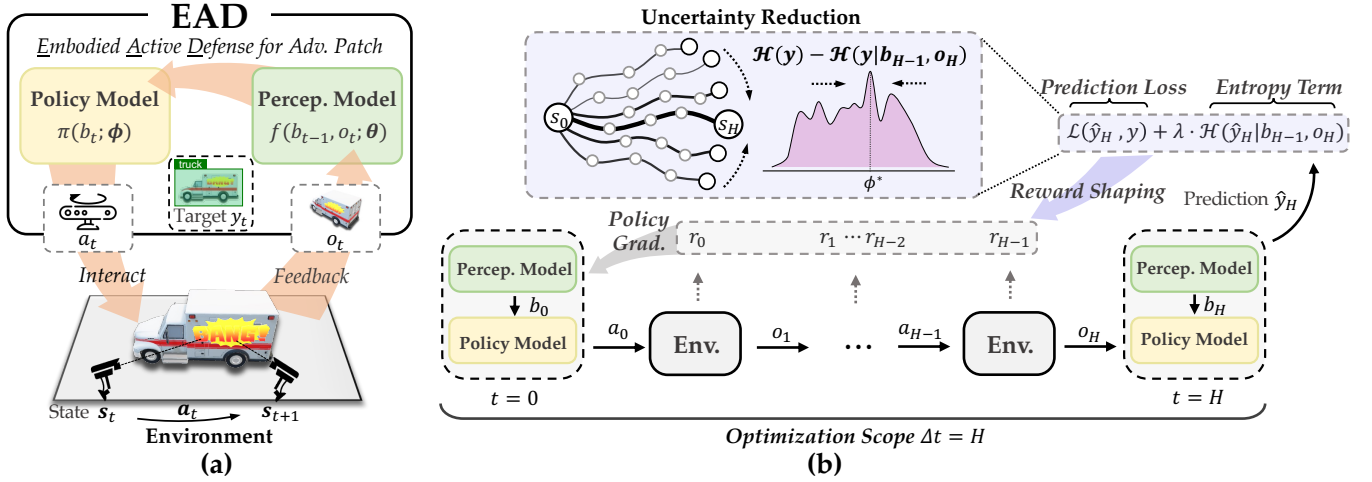 EAD
Embodied Active Defense for Adv. Patch
Policy Model
π(b_t; ϕ)
Percep. Model
f(b_{t−1}, o_t; θ)
truck
BANG!
Target y_t
a_t
o_t
Interact
Feedback
BANG!
State s_t
a_t
s_{t+1}
Environment
(a)
Uncertainty Reduction
s_0
s_H
ℋ(y) − ℋ(y|b_{H−1}, o_H)
ϕ*
Prediction Loss
Entropy Term
ℒ(ŷ_H , y) + λ · ℋ(ŷ_H|b_{H−1}, o_H)
Reward Shaping
Prediction ŷ_H
Policy
Grad.
r_0
r_1 ⋯ r_{H−2}
r_{H−1}
Percep. Model
b_0
Policy Model
a_0
Env.
o_1
⋯
a_{H−1}
Env.
o_H
Percep. Model
b_H
Policy Model
t = 0
t = H
Optimization Scope Δt = H
(b)